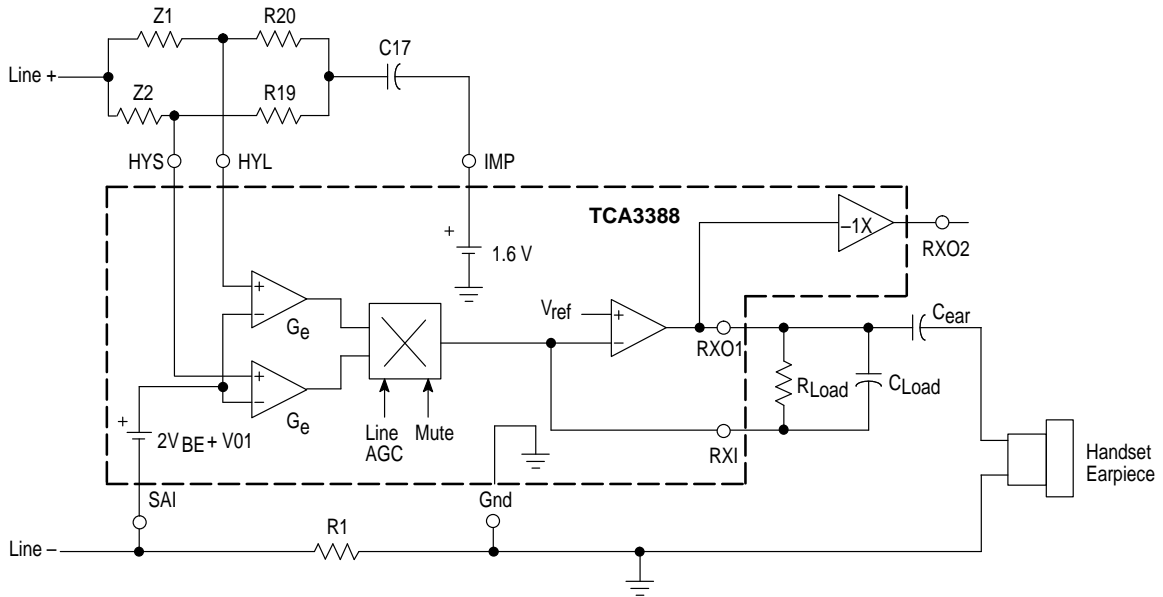 Z1
R20
C17
Line +
Z2
R19
HYS
HYL
IMP
TCA3388
–1X
RXO2
+
1.6 V
Vref
+
–
RXO1
Cear
+
–
Ge
+
–
Ge
RLoad
CLoad
+
2VBE + V01
Line AGC
Mute
RXI
Handset
Earpiece
SAI
Gnd
R1
Line –